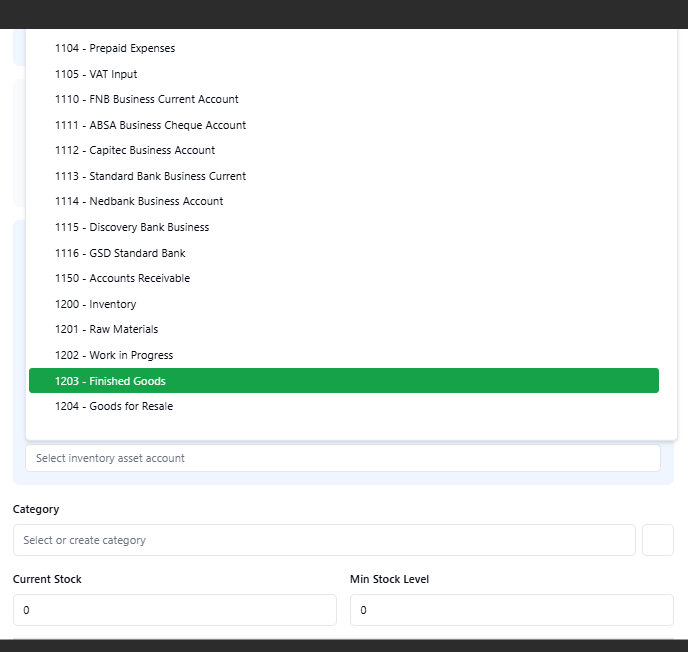 1104 - Prepaid Expenses
1105 - VAT Input
1110 - FNB Business Current Account
1111 - ABSA Business Cheque Account
1112 - Capitec Business Account
1113 - Standard Bank Business Current
1114 - Nedbank Business Account
1115 - Discovery Bank Business
1116 - GSD Standard Bank
1150 - Accounts Receivable
1200 - Inventory
1201 - Raw Materials
1202 - Work in Progress
1203 - Finished Goods
1204 - Goods for Resale
Select inventory asset account
Category
Select or create category
Current Stock
Min Stock Level
0
0